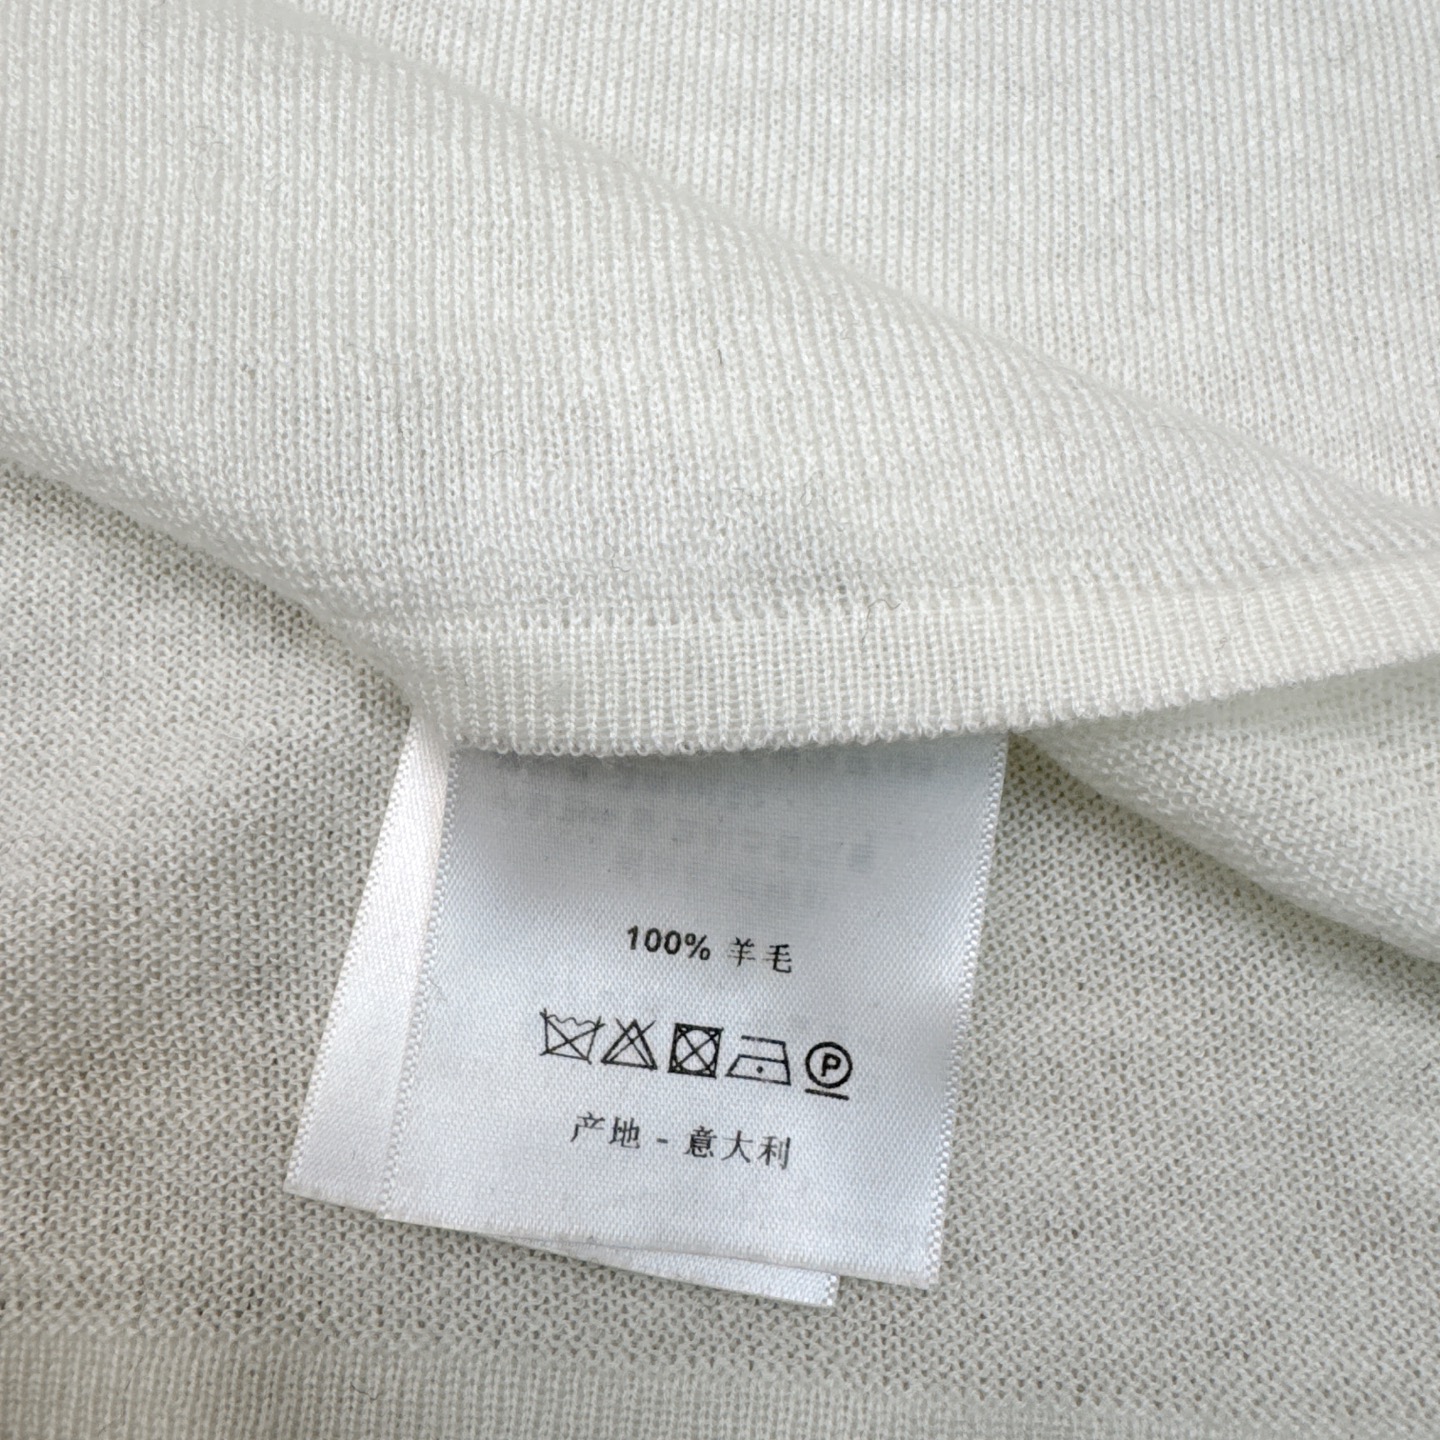 100% 羊毛
P
产地 - 意大利